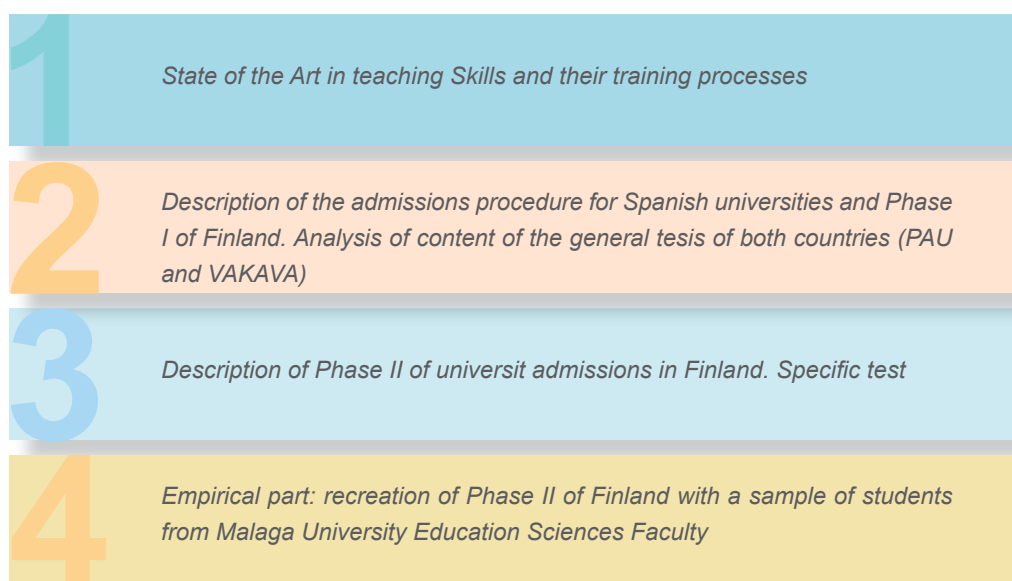 1
State of the Art in teaching Skills and their training processes
2
Description of the admissions procedure for Spanish universities and Phase
I of Finland. Analysis of content of the general tesis of both countries (PAU
and VAKAVA)
3
Description of Phase II of universit admissions in Finland. Specific test
4
Empirical part: recreation of Phase II of Finland with a sample of students
from Malaga University Education Sciences Faculty